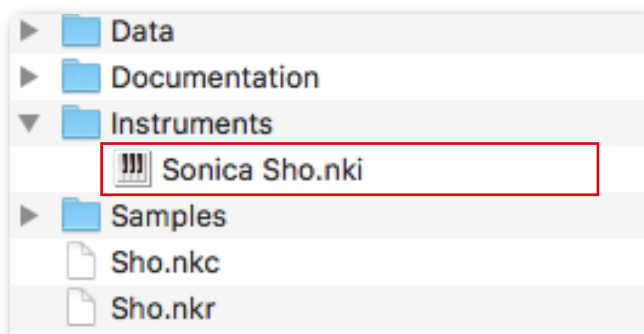 Data
Documentation
Instruments
Sonica Sho.nki
Samples
Sho.nkc
Sho.nkr